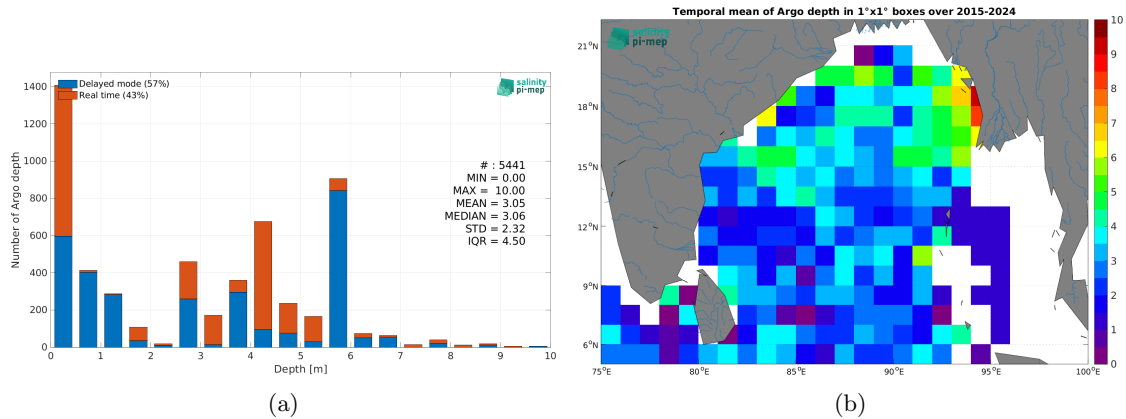 Delayed mode (57%)
Real time (43%)
salinity
pi-mep
# : 5441
MIN = 0.00
MAX = 10.00
MEAN = 3.05
MEDIAN = 3.06
STD = 2.32
IQR = 4.50
Number of Argo depth
1400
1200
1000
800
600
400
200
0
0 1 2 3 4 5 6 7 8 9 10
Depth [m]
(a)
Temporal mean of Argo depth in 1°x1° boxes over 2015-2024
salinity
pi-mep
21°N
18°N
15°N
12°N
9°N
6°N
75°E 80°E 85°E 90°E 95°E 100°E
10
9
8
7
6
5
4
3
2
1
0
(b)